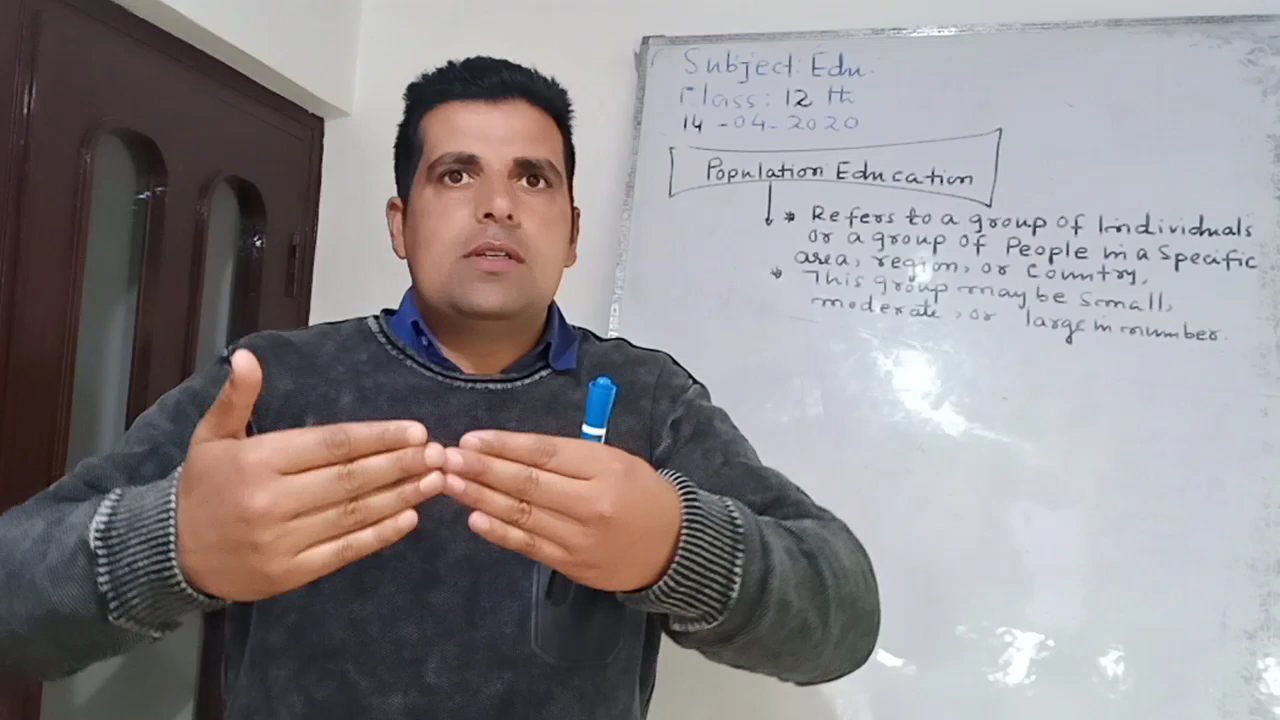 Subject: Edu.
Class: 12 th
14-04-2020
Population Education
* Refers to a group of Individuals
or a group of People in a Specific
area, region, or Country.
* This group may be small,
moderate, or large in number.